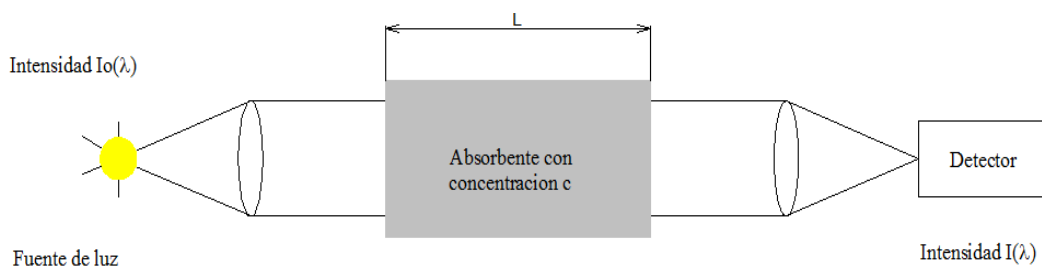 L
Intensidad Io(λ)
Absorbente con
concentracion c
Detector
Fuente de luz
Intensidad I(λ)